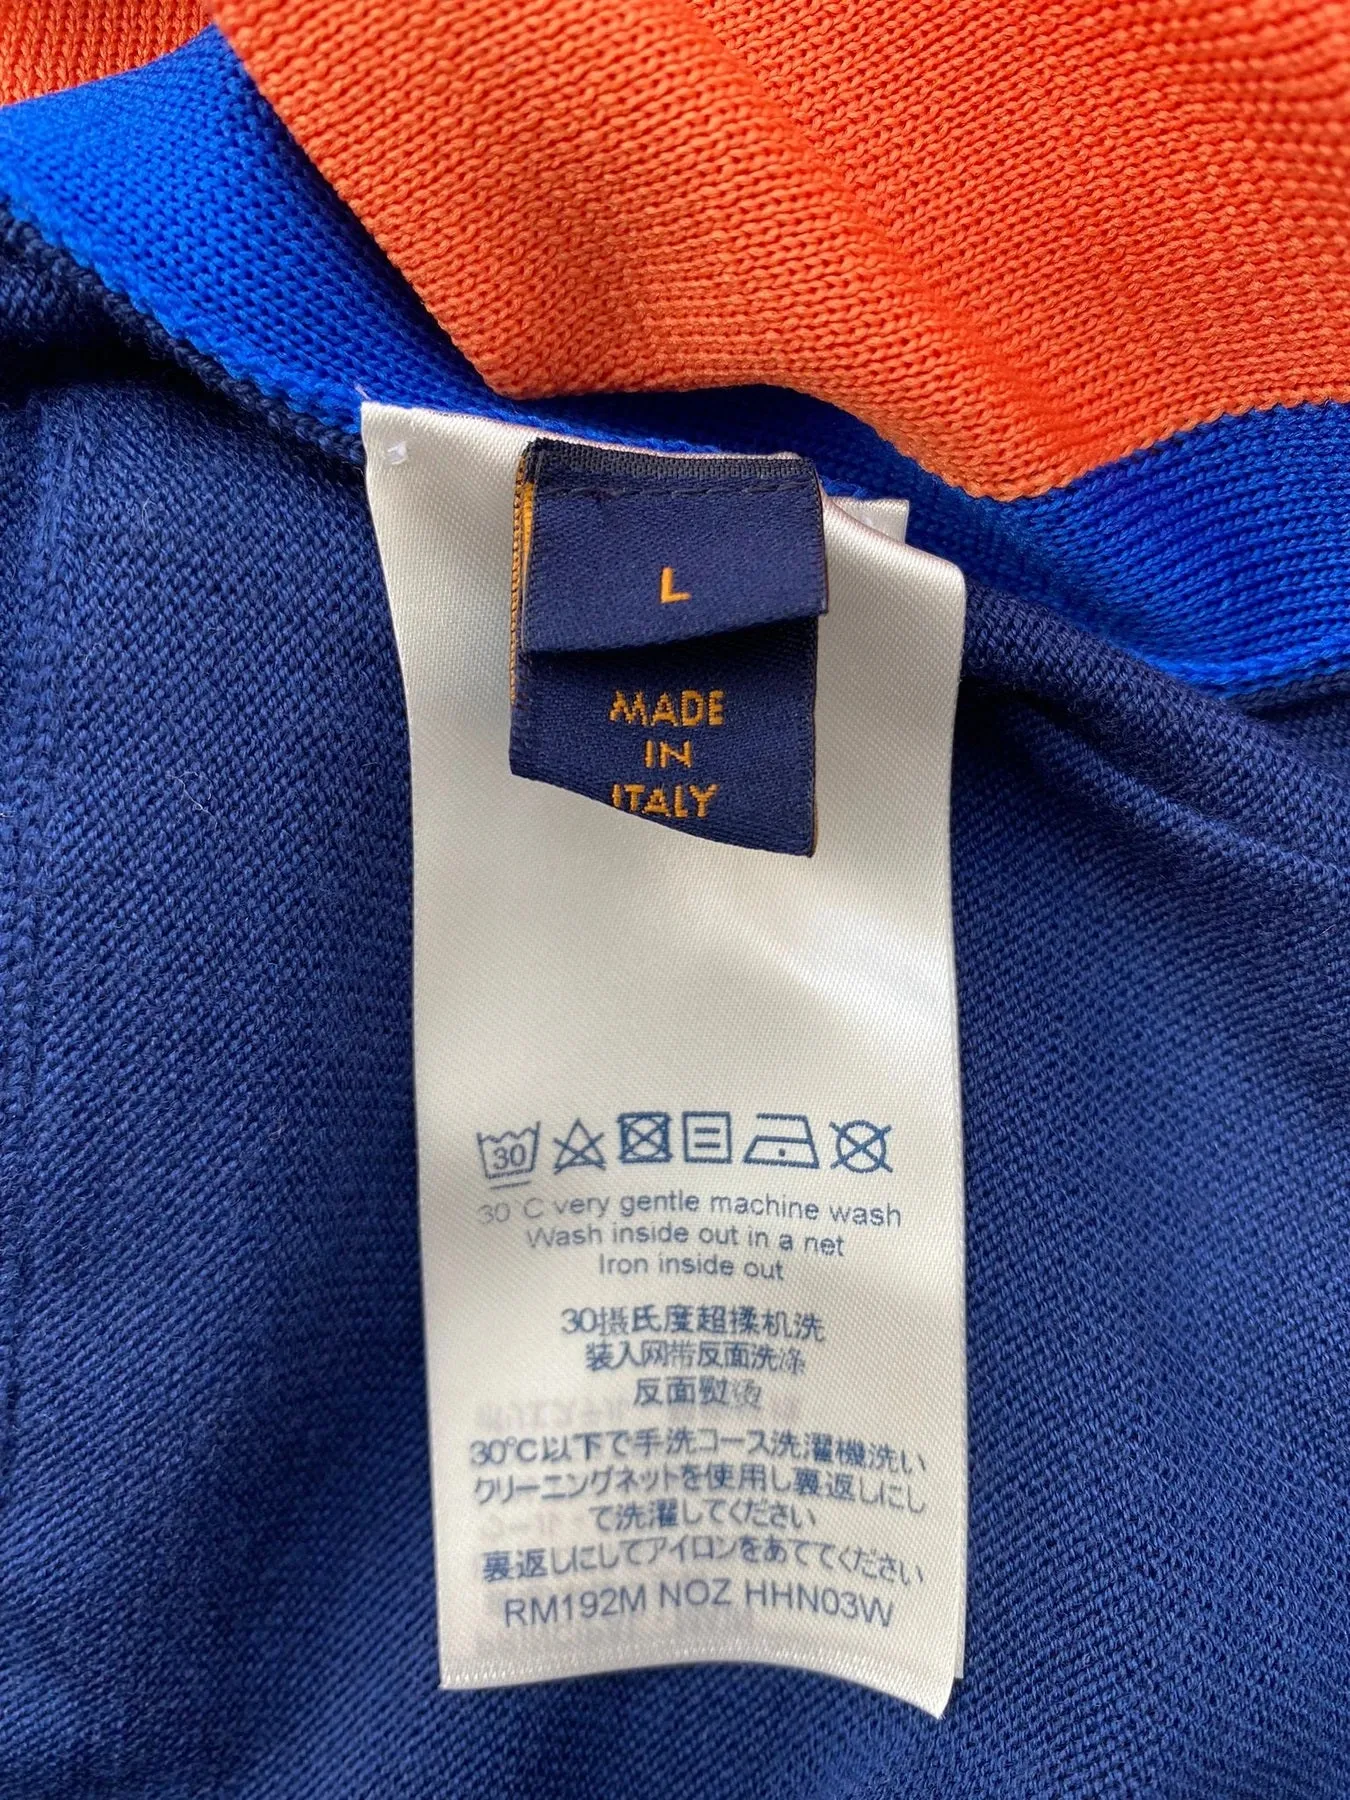 L
MADE
IN
ITALY
30
30°C very gentle machine wash
Wash inside out in a net
Iron inside out
30摄氏度超揉机洗
装入网带反面洗涤
反面熨烫
30°C以下で手洗コース洗濯機洗い
クリーニングネットを使用し裏返しにし
て洗濯してください
裏返しにしてアイロンをあててください
RM192M NOZ HHN03W